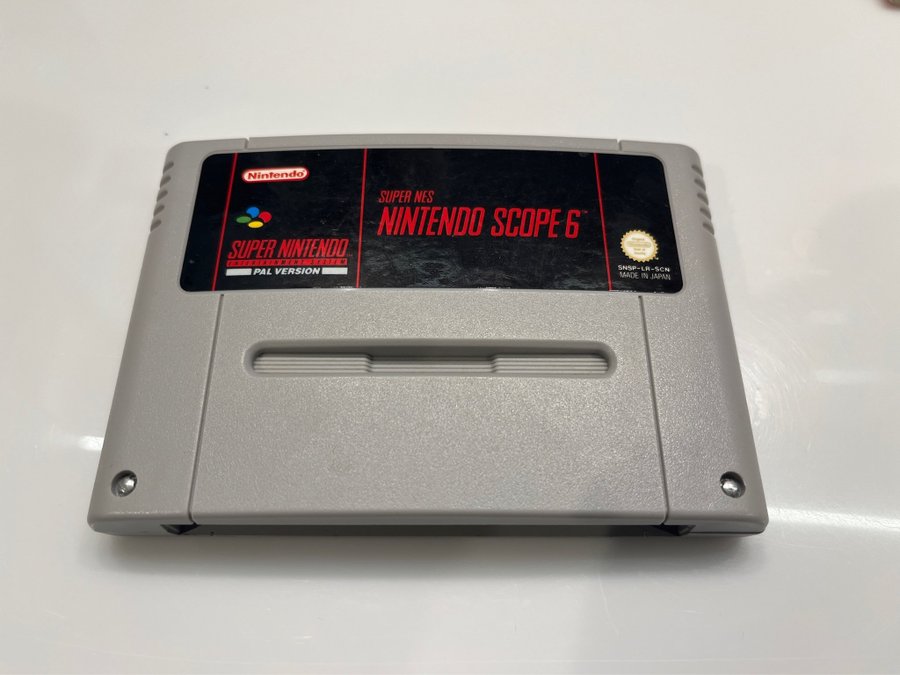 Nintendo
SUPER NINTENDO
ENTERTAINMENT SYSTEM
PAL VERSION
SUPER NES
NINTENDO SCOPE 6™
SNSP-LR-SCN
MADE IN JAPAN